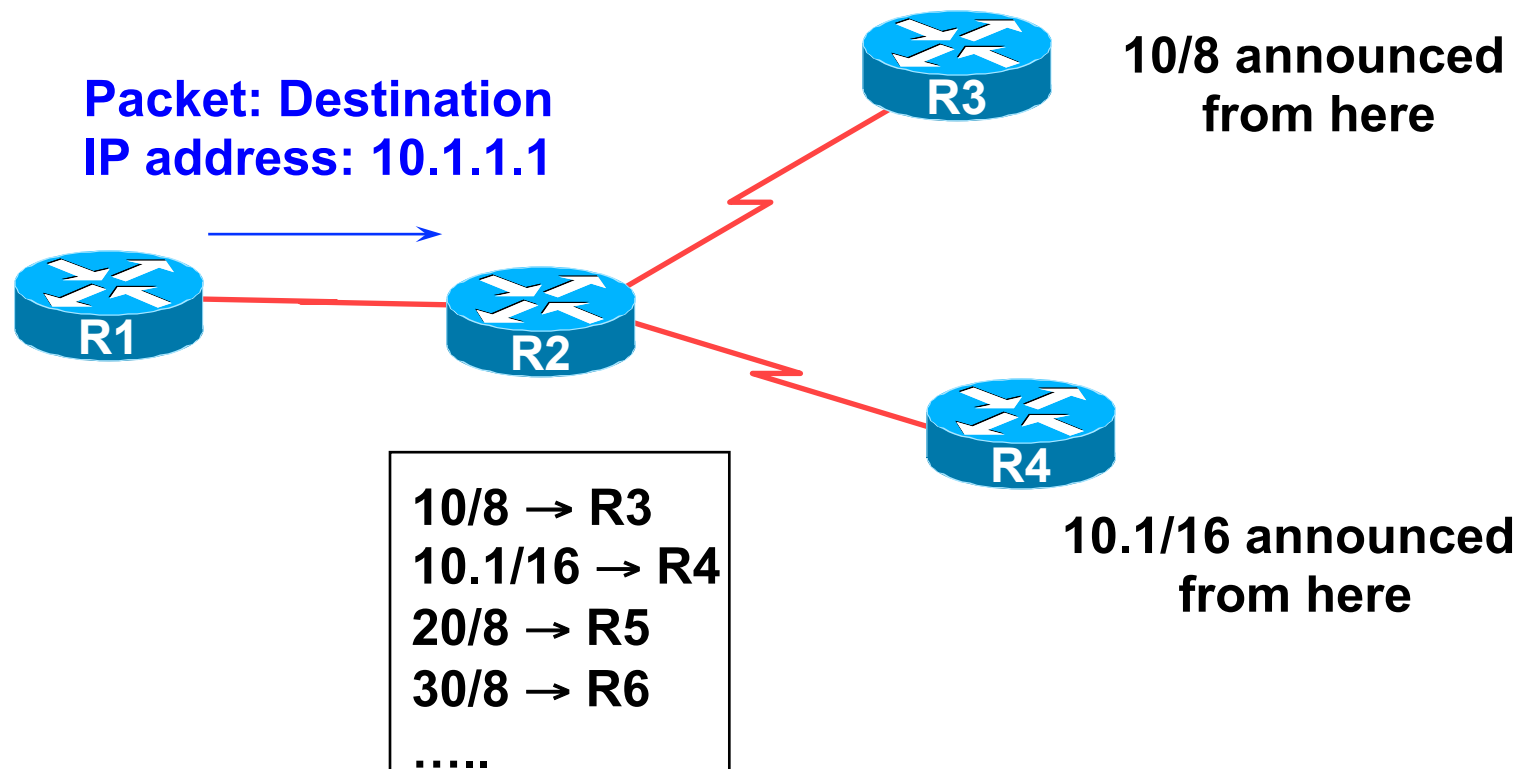 Packet: Destination
IP address: 10.1.1.1
R3
10/8 announced
from here
R1
R2
R4
10.1/16 announced
from here
10/8 → R3
10.1/16 → R4
20/8 → R5
30/8 → R6
…..